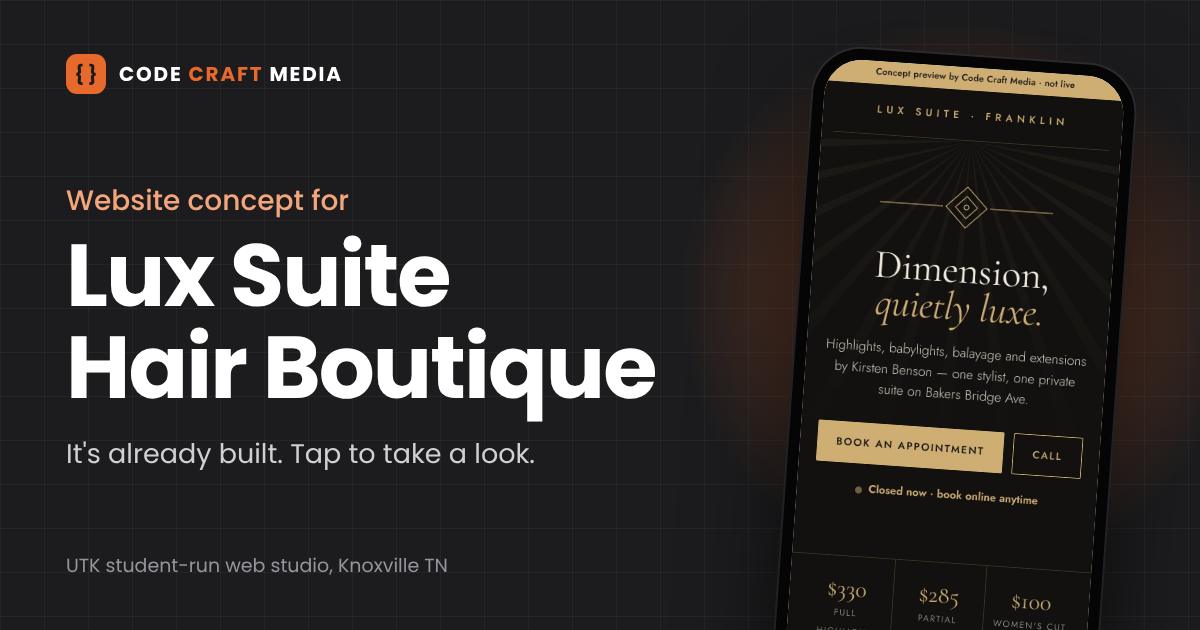 { } CODE CRAFT MEDIA
Website concept for
Lux Suite
Hair Boutique
It's already built. Tap to take a look.
UTK student-run web studio, Knoxville TN
Concept preview by Code Craft Media · not live
LUX SUITE · FRANKLIN
Dimension,
quietly luxe.
Highlights, babylights, balayage and extensions
by Kirsten Benson — one stylist, one private
suite on Bakers Bridge Ave.
BOOK AN APPOINTMENT CALL
Closed now · book online anytime
$330 $285 $100
FULL PARTIAL WOMEN'S CUT